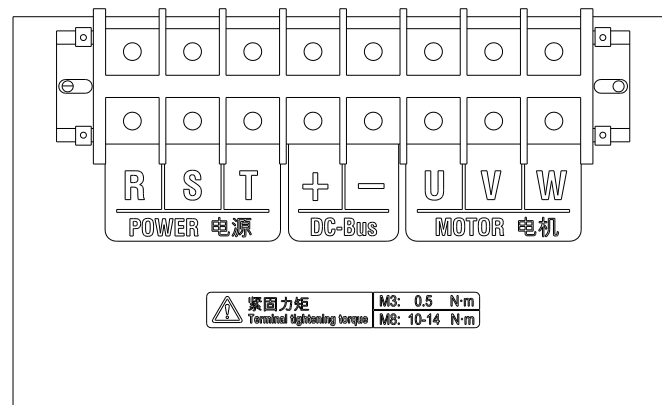 R S T + − U V W
POWER 电源 DC-Bus MOTOR 电机
紧固力矩 M3: 0.5 N·m
Terminal tightening torque M8: 10-14 N·m